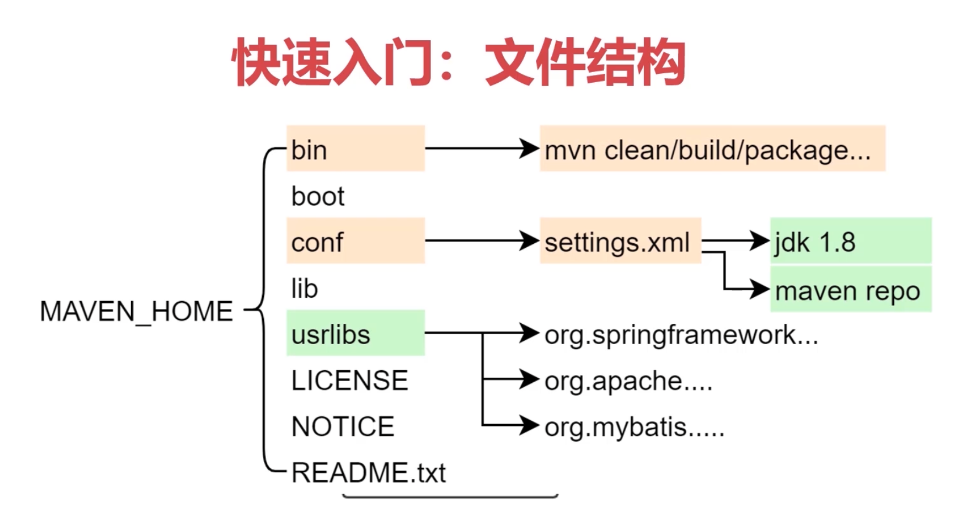 快速入门：文件结构
bin
mvn clean/build/package...
boot
conf
settings.xml
jdk 1.8
lib
maven repo
MAVEN_HOME
usrlibs
org.springframework...
LICENSE
org.apache....
NOTICE
org.mybatis.....
README.txt